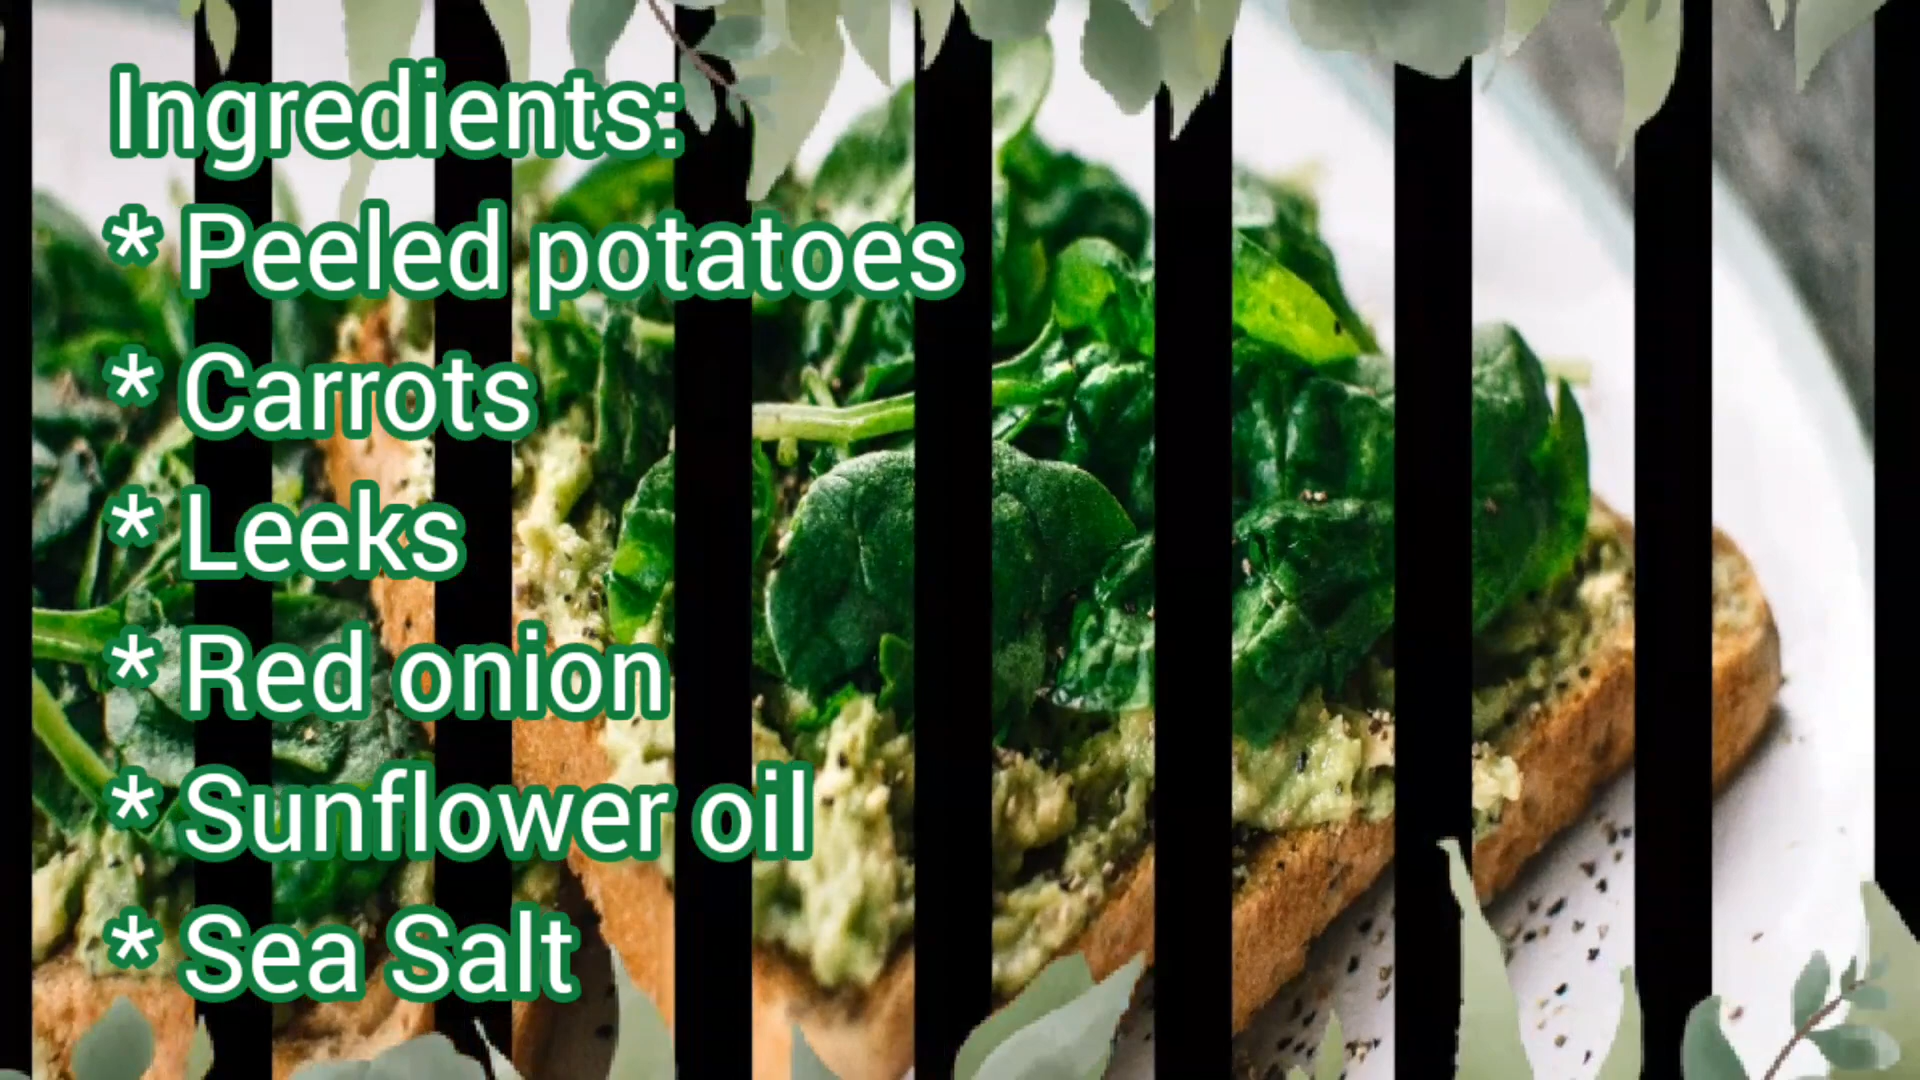 Ingredients:
* Peeled potatoes
* Carrots
* Leeks
* Red onion
* Sunflower oil
* Sea Salt